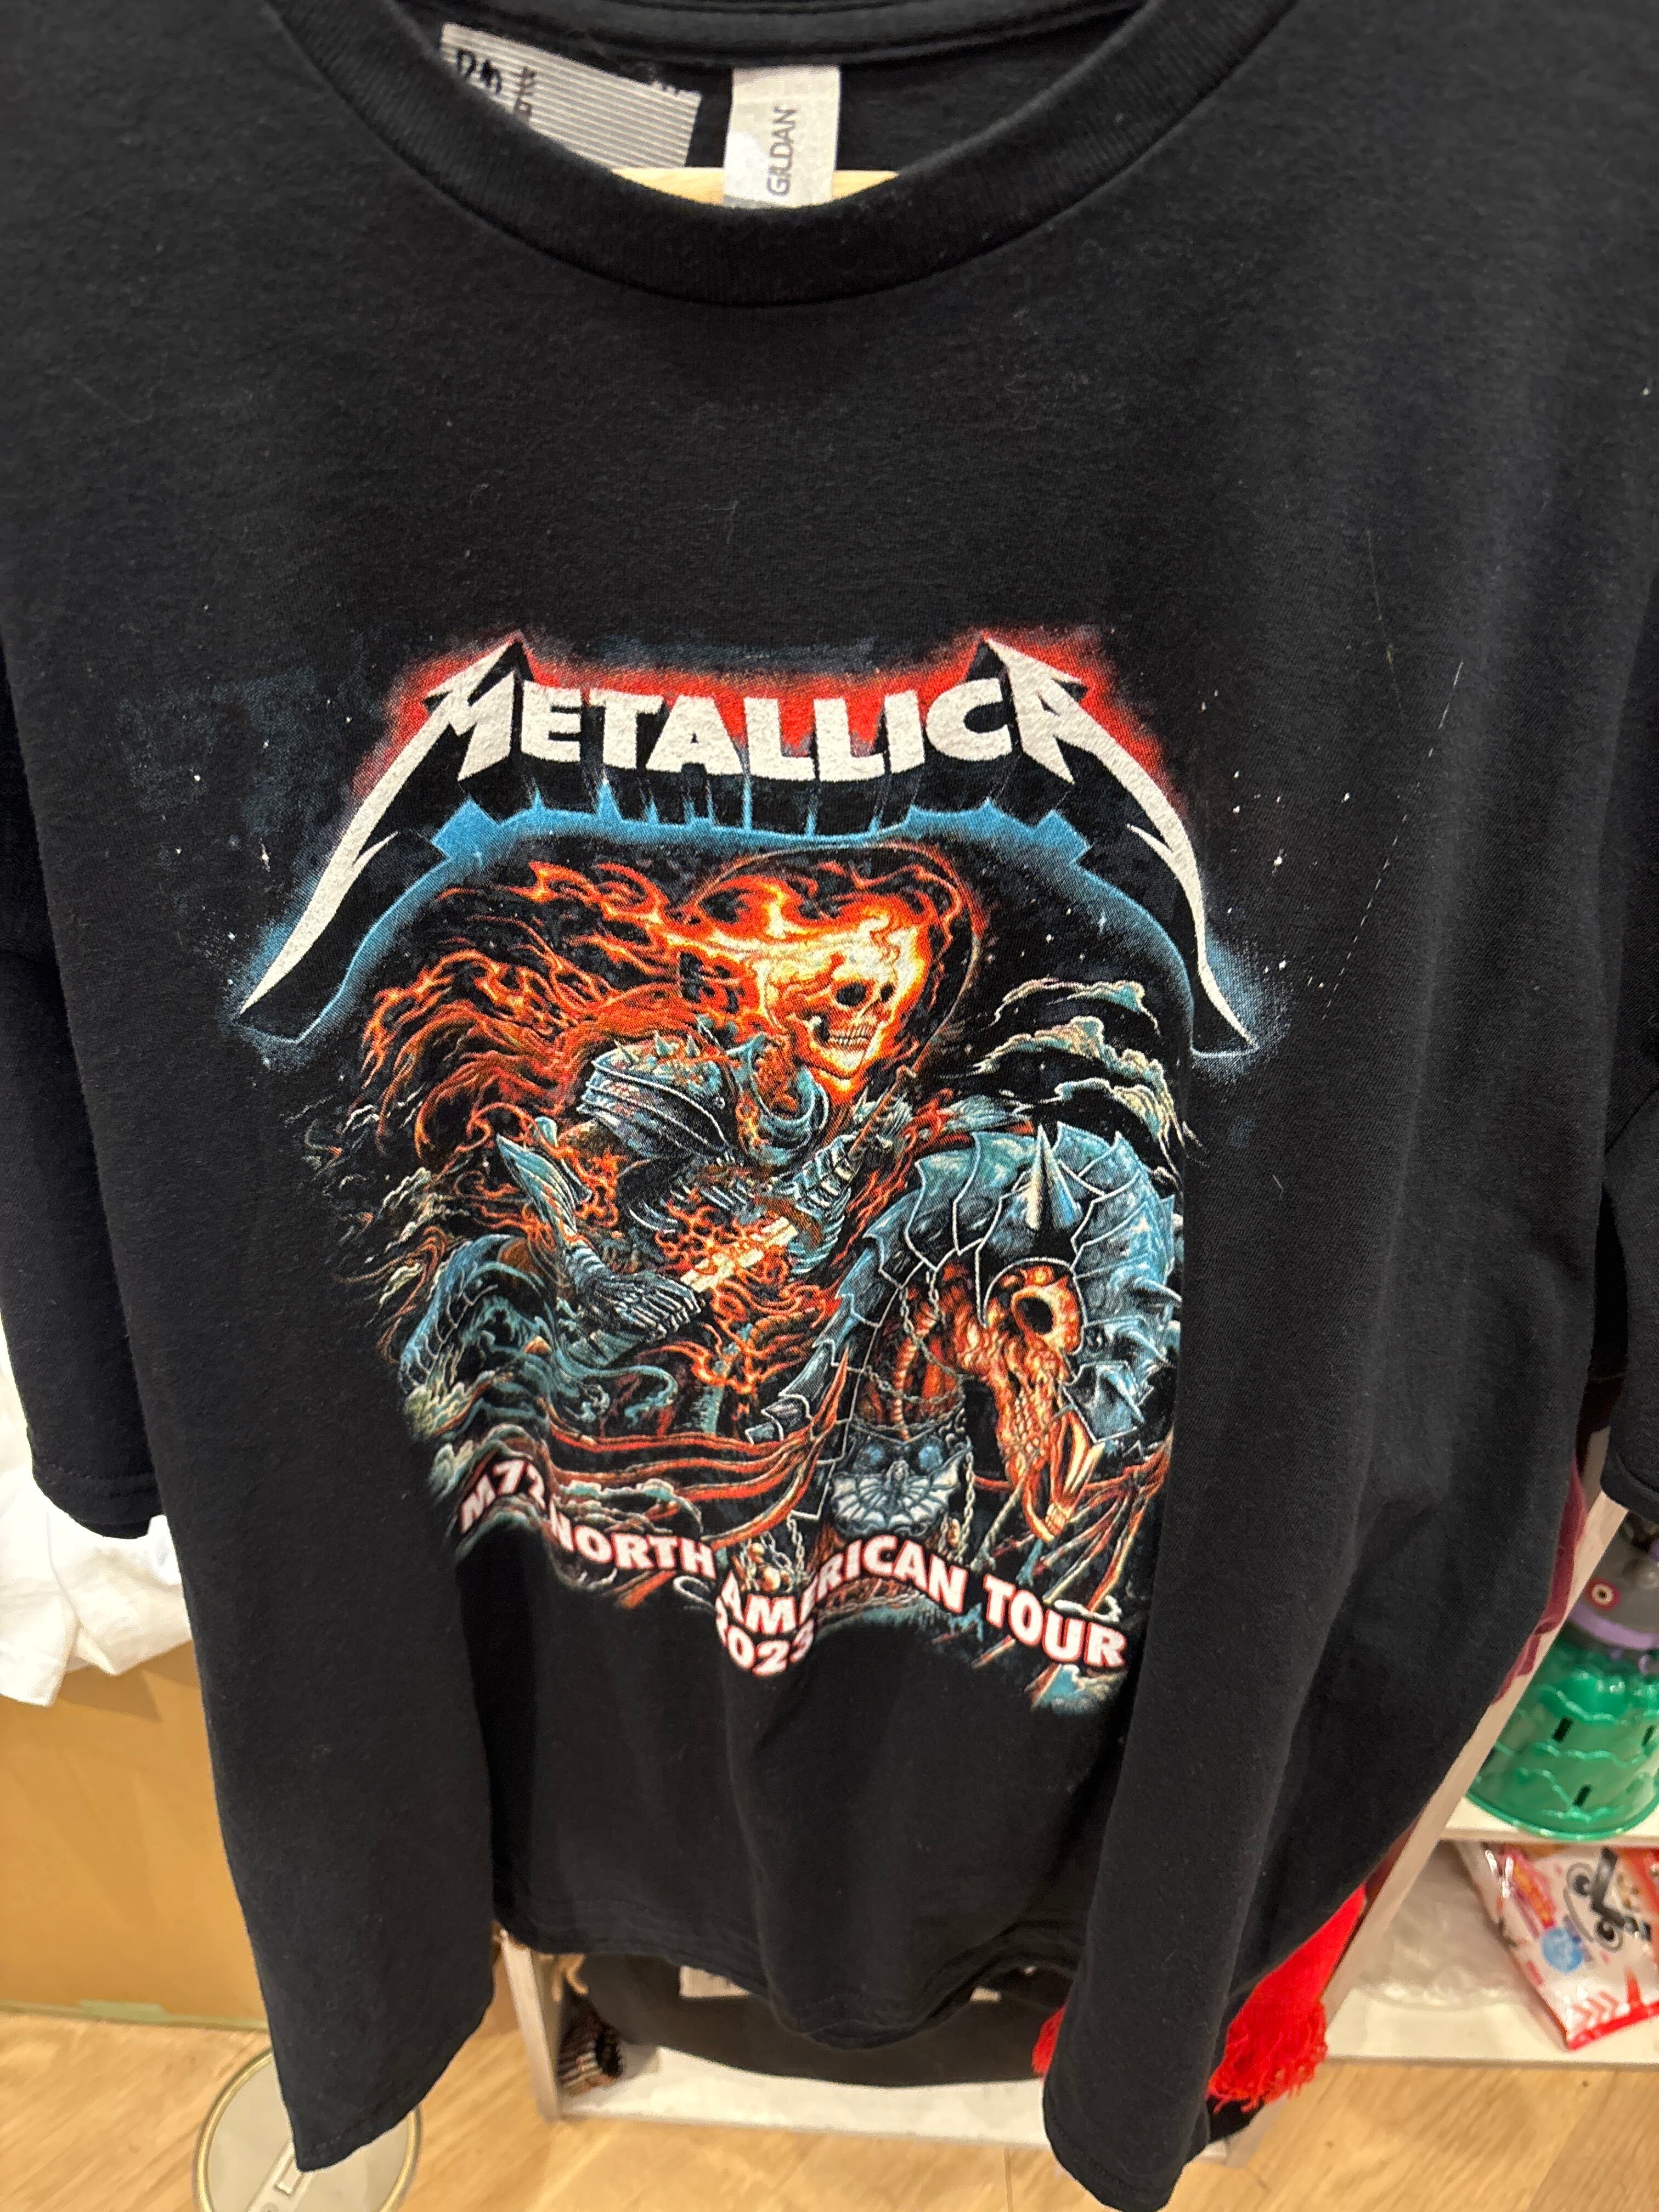 GILDAN
METALLICA
M72 NORTH AMERICAN TOUR
2023